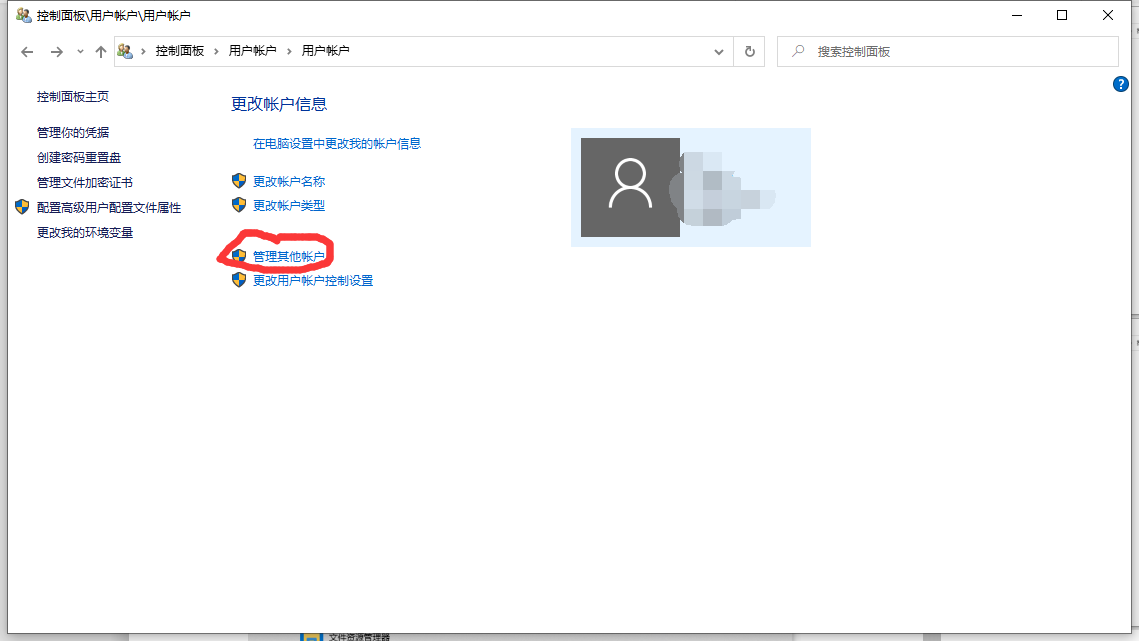 控制面板\用户帐户\用户帐户
控制面板 用户帐户 用户帐户
搜索控制面板
控制面板主页
管理你的凭据
创建密码重置盘
管理文件加密证书
配置高级用户配置文件属性
更改我的环境变量
更改帐户信息
在电脑设置中更改我的帐户信息
更改帐户名称
更改帐户类型
管理其他帐户
更改用户帐户控制设置
文件资源管理器